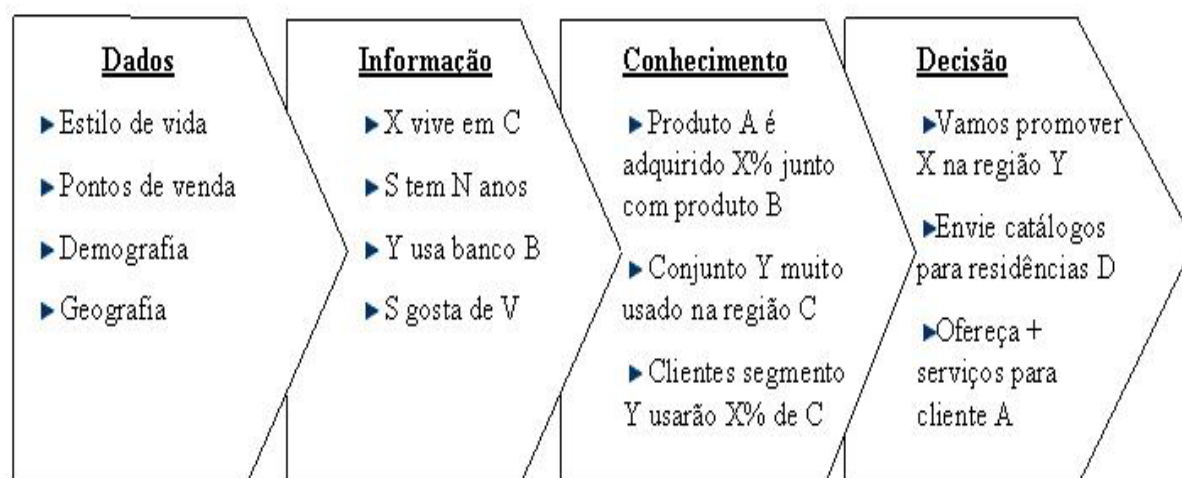 Dados
▶Estilo de vida
▶Pontos de venda
▶Demografia
▶Geografia
Informação
▶X vive em C
▶S tem N anos
▶Y usa banco B
▶S gosta de V
Conhecimento
▶Produto A é
adquirido X% junto
com produto B
▶Conjunto Y muito
usado na região C
▶Clientes segmento
Y usarão X% de C
Decisão
▶Vamos promover
X na região Y
▶Envie catálogos
para residências D
▶Ofereça +
serviços para
cliente A